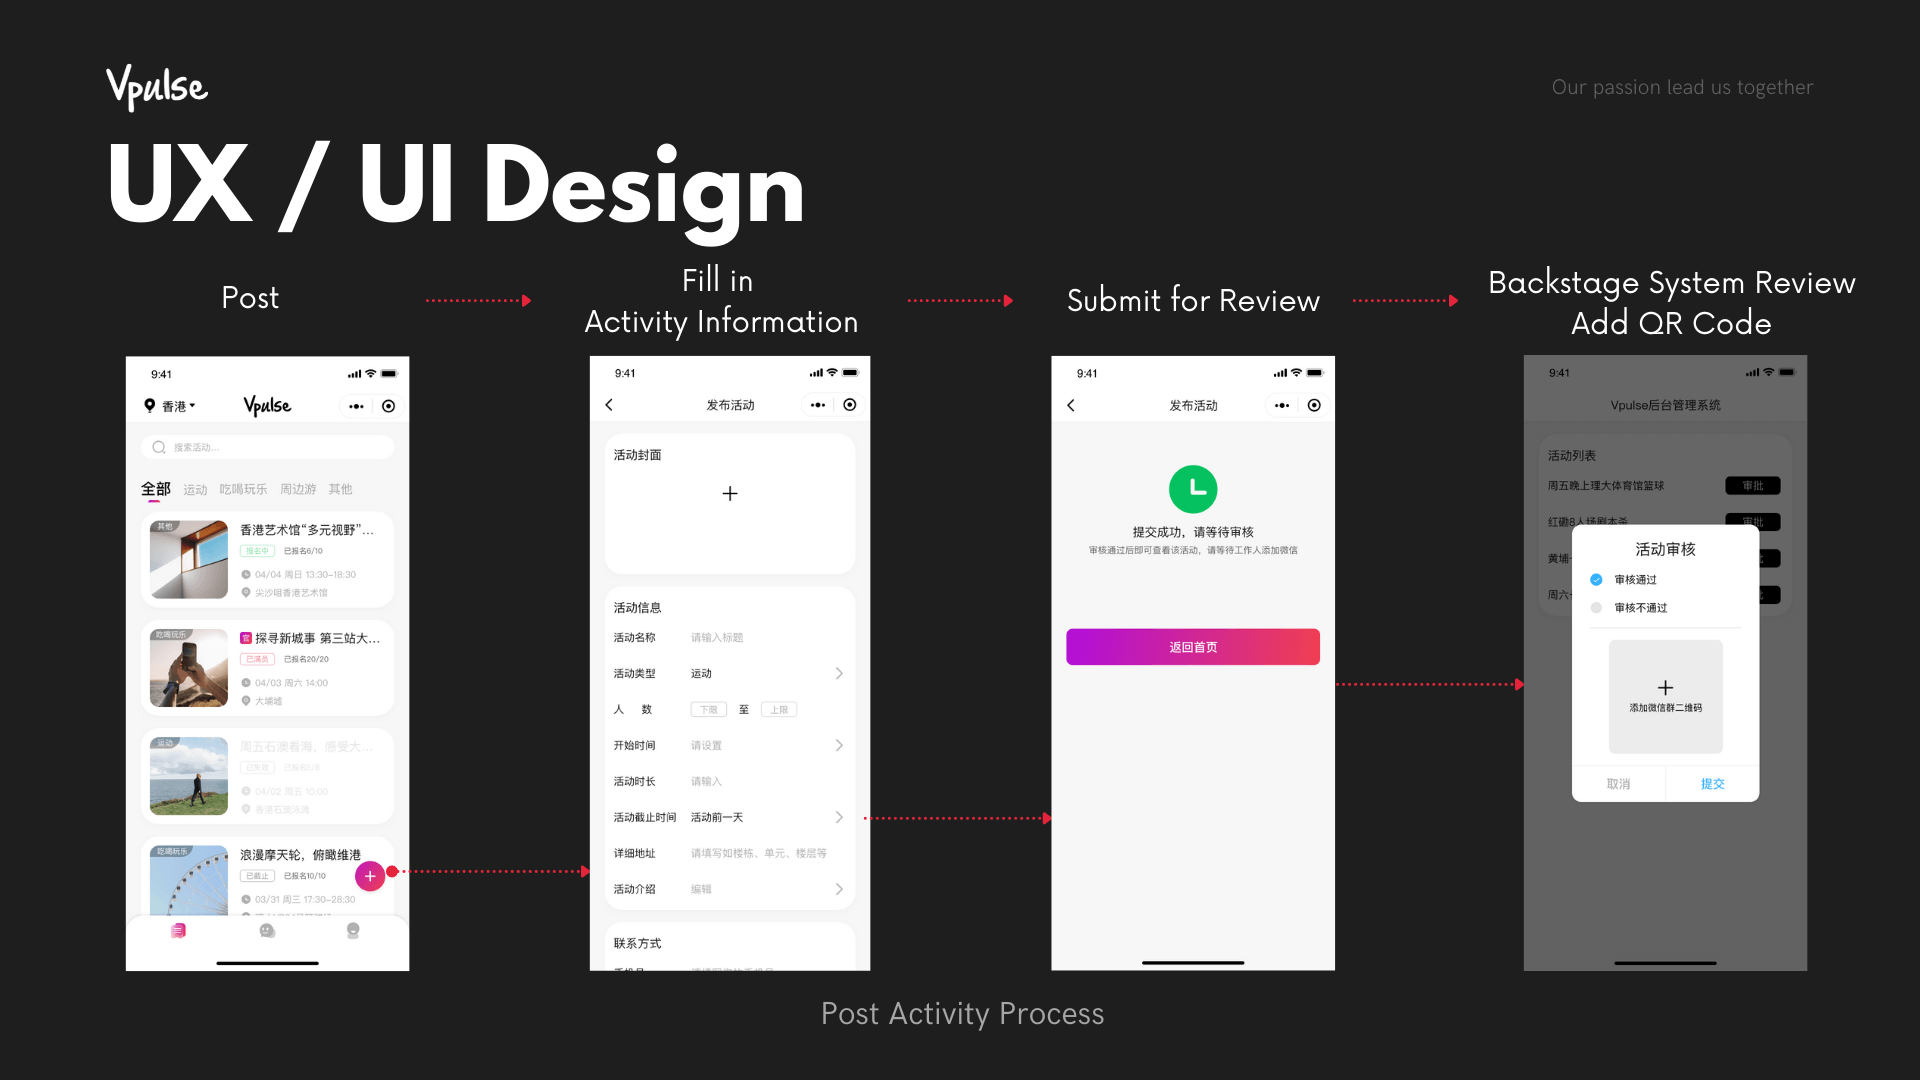 Vpulse
Our passion lead us together
UX / UI Design
Post
Fill in
Activity Information
Submit for Review
Backstage System Review
Add QR Code
9:41
香港
Vpulse
搜索活动...
全部 运动 吃喝玩乐 周边游 其他
其他
香港艺术馆“多元视野”...
报名中 已报名6/10
04/04 周日 13:30-18:30
尖沙咀香港艺术馆
吃喝玩乐
官 探寻新城事 第三站大...
已满员 已报名20/20
04/03 周六 14:00
大埔墟
运动
周五石澳看海，感受大...
已失效 已报名5/8
04/02 周五 10:00
香港石澳泳滩
吃喝玩乐
浪漫摩天轮，俯瞰维港
已截止 已报名10/10
03/31 周三 17:30-28:30
9:41
发布活动
活动封面
活动信息
活动名称 请输入标题
活动类型 运动
人 数 下限 至 上限
开始时间 请设置
活动时长 请输入
活动截止时间 活动前一天
详细地址 请填写如楼栋、单元、楼层等
活动介绍 编辑
联系方式
9:41
发布活动
提交成功，请等待审核
审核通过后即可查看该活动，请等待工作人添加微信
返回首页
9:41
Vpulse后台管理系统
活动列表
周五晚上理大体育馆篮球 审批
红磡8人场剧本杀 审批
黄埔
周六
活动审核
审核通过
审核不通过
添加微信群二维码
取消 提交
Post Activity Process